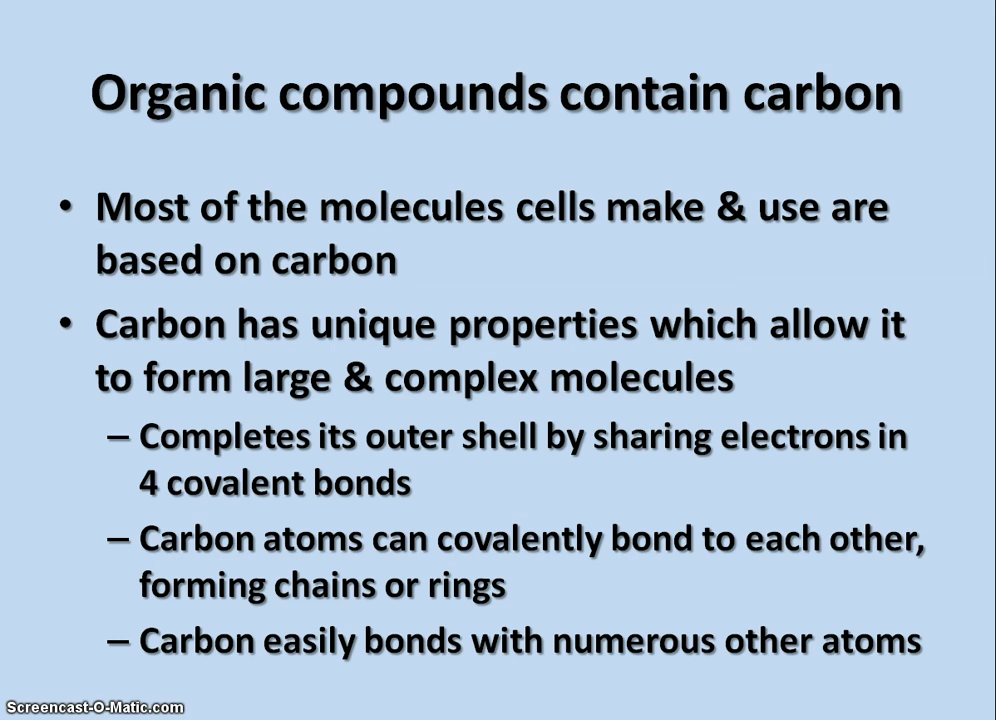 Organic compounds contain carbon
• Most of the molecules cells make & use are
based on carbon
• Carbon has unique properties which allow it
to form large & complex molecules
– Completes its outer shell by sharing electrons in
4 covalent bonds
– Carbon atoms can covalently bond to each other,
forming chains or rings
– Carbon easily bonds with numerous other atoms
Screencast-O-Matic.com